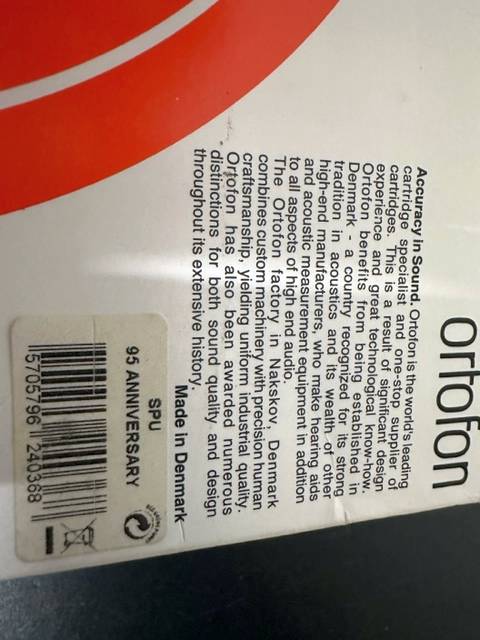 ortofon
Accuracy in Sound. Ortofon is the world's leading
cartridge specialist and one-stop supplier of
cartridges. This is a result of significant design
experience and great technological know-how.
Ortofon benefits from being established in
Denmark - a country recognized for its strong
tradition in acoustics and its wealth of other
high-end manufacturers, who make hearing aids
and acoustic measurement equipment in addition
to all aspects of high end audio.
The Ortofon factory in Nakskov, Denmark
combines custom machinery with precision human
craftsmanship, yielding uniform industrial quality.
Ortofon has also been awarded numerous
distinctions for both sound quality and design
throughout its extensive history.
Made in Denmark
SPU
95 ANNIVERSARY
5705796 240388